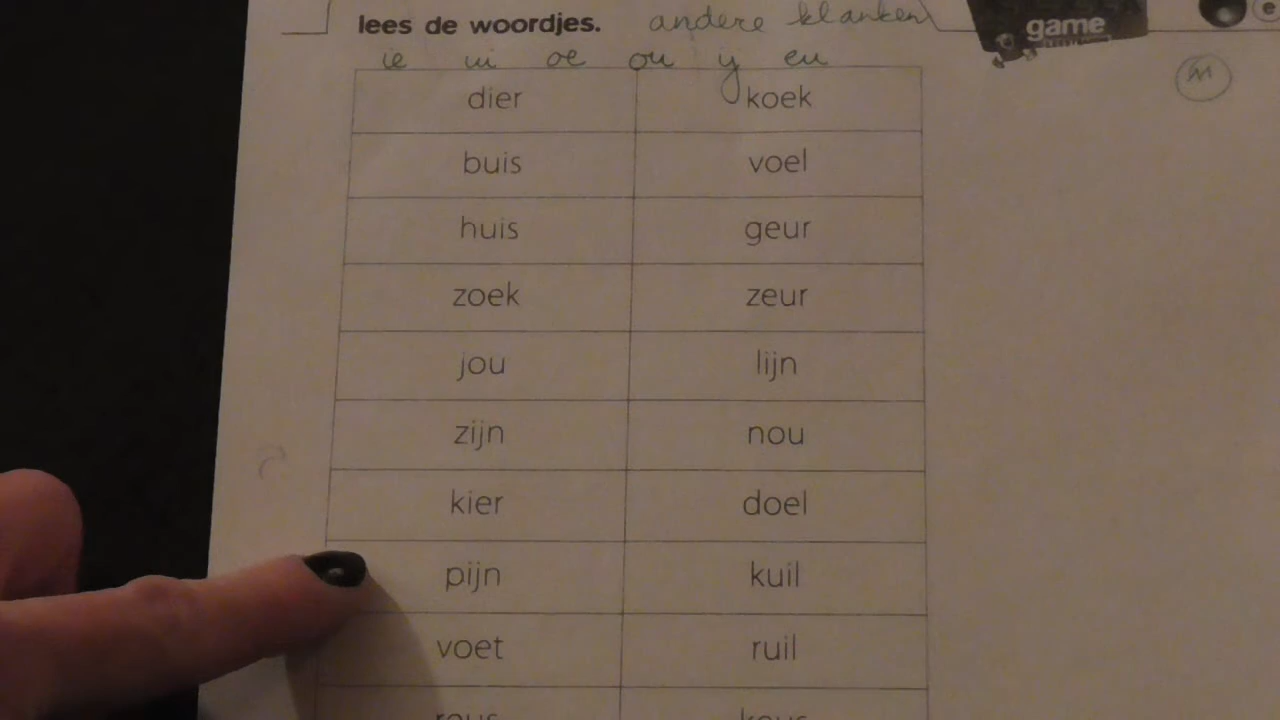 lees de woordjes. andere klanken
game
e
ie ui oe ou ij eu
dier koek
buis voel
huis geur
zoek zeur
jou lijn
zijn nou
kier doel
pijn kuil
voet ruil